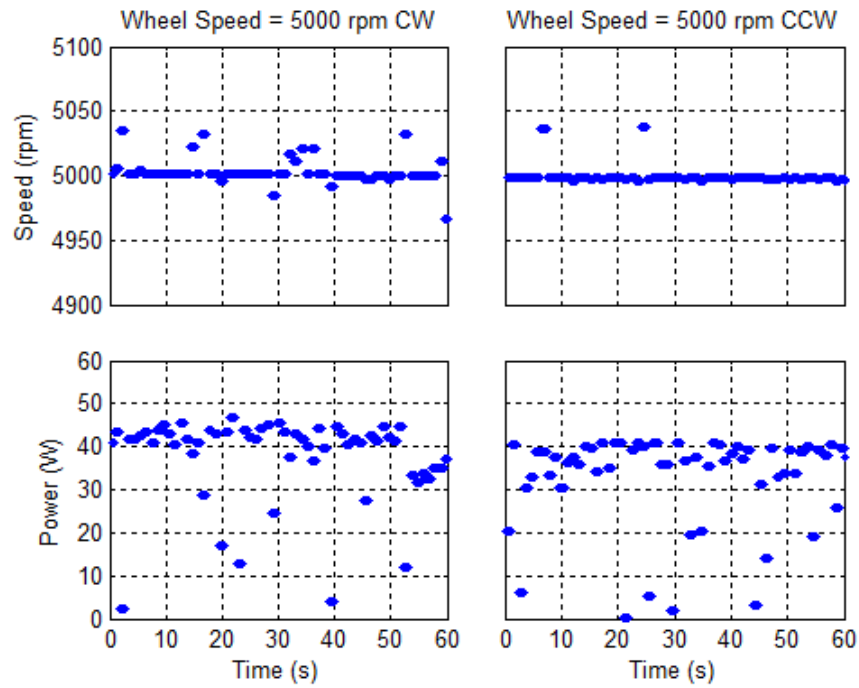 Wheel Speed = 5000 rpm CW
Wheel Speed = 5000 rpm CCW
5100
5050
5000
4950
4900
Speed (rpm)
60
50
40
30
20
10
0
Power (W)
0 10 20 30 40 50 60
0 10 20 30 40 50 60
Time (s)
Time (s)